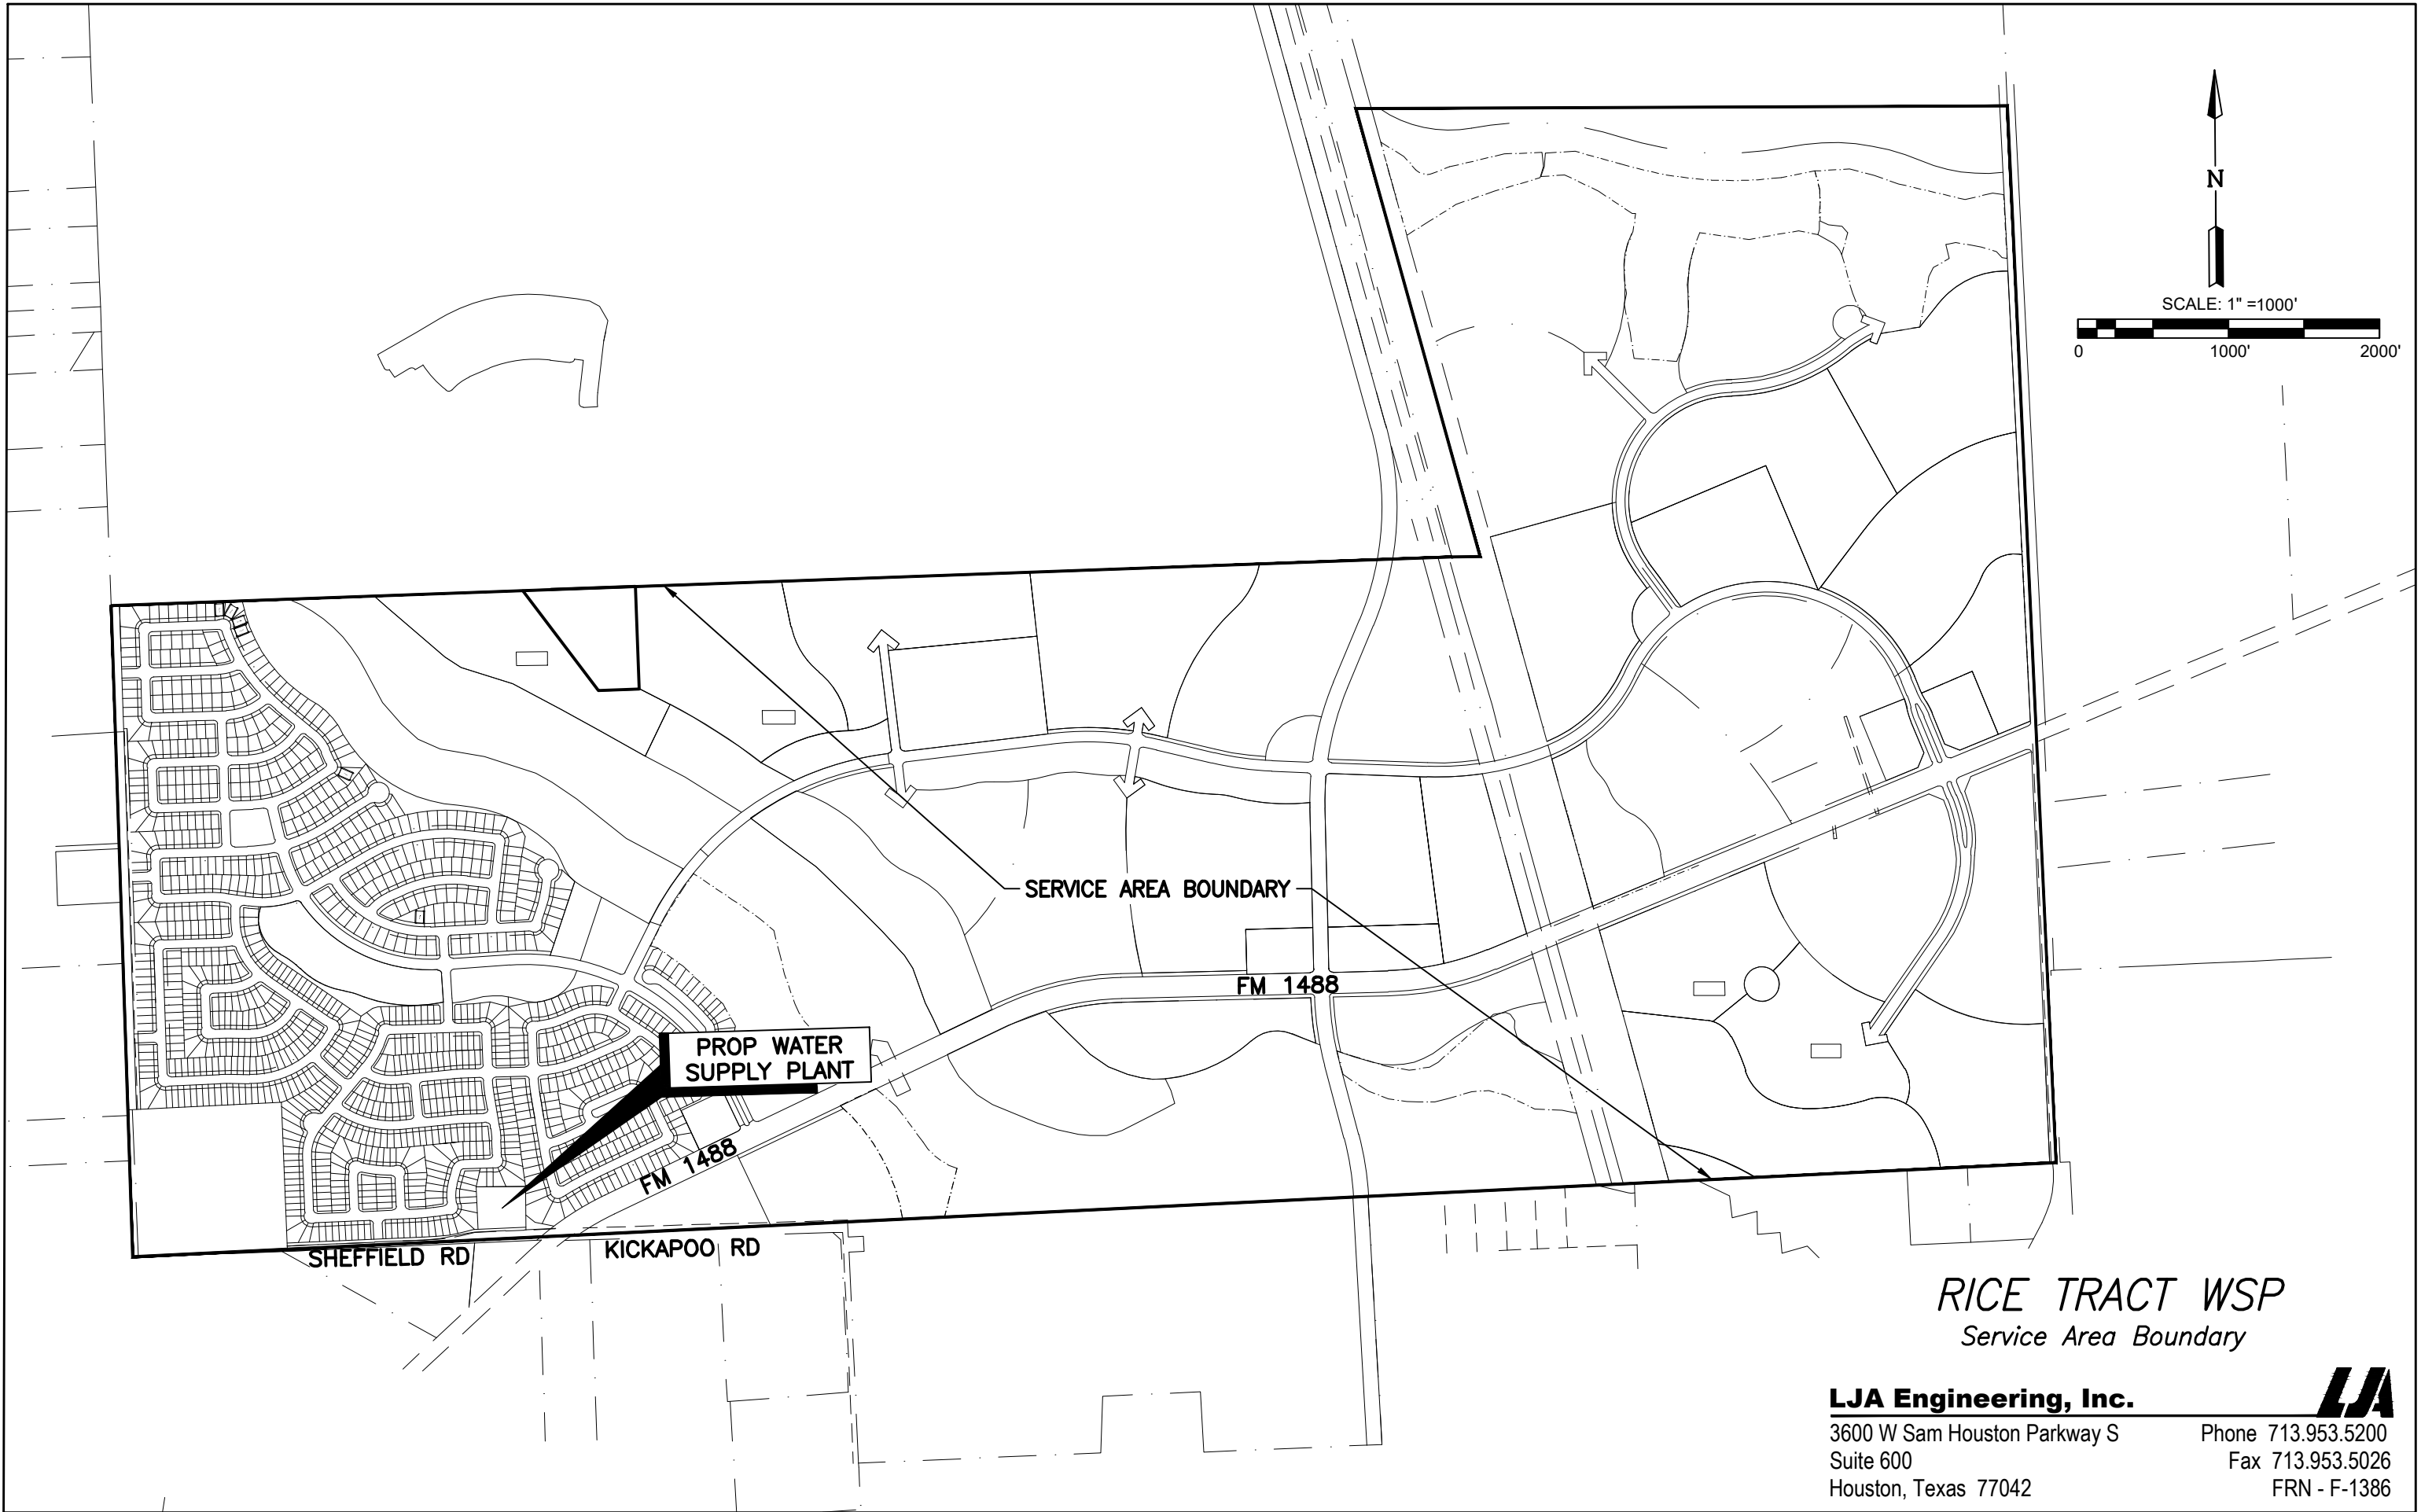 N
SCALE: 1" =1000'
0 1000' 2000'
SERVICE AREA BOUNDARY
FM 1488
PROP WATER
SUPPLY PLANT
FM 1488
SHEFFIELD RD
KICKAPOO RD
RICE TRACT WSP
Service Area Boundary
LJA Engineering, Inc.
LJA
3600 W Sam Houston Parkway S
Suite 600
Houston, Texas 77042
Phone 713.953.5200
Fax 713.953.5026
FRN - F-1386